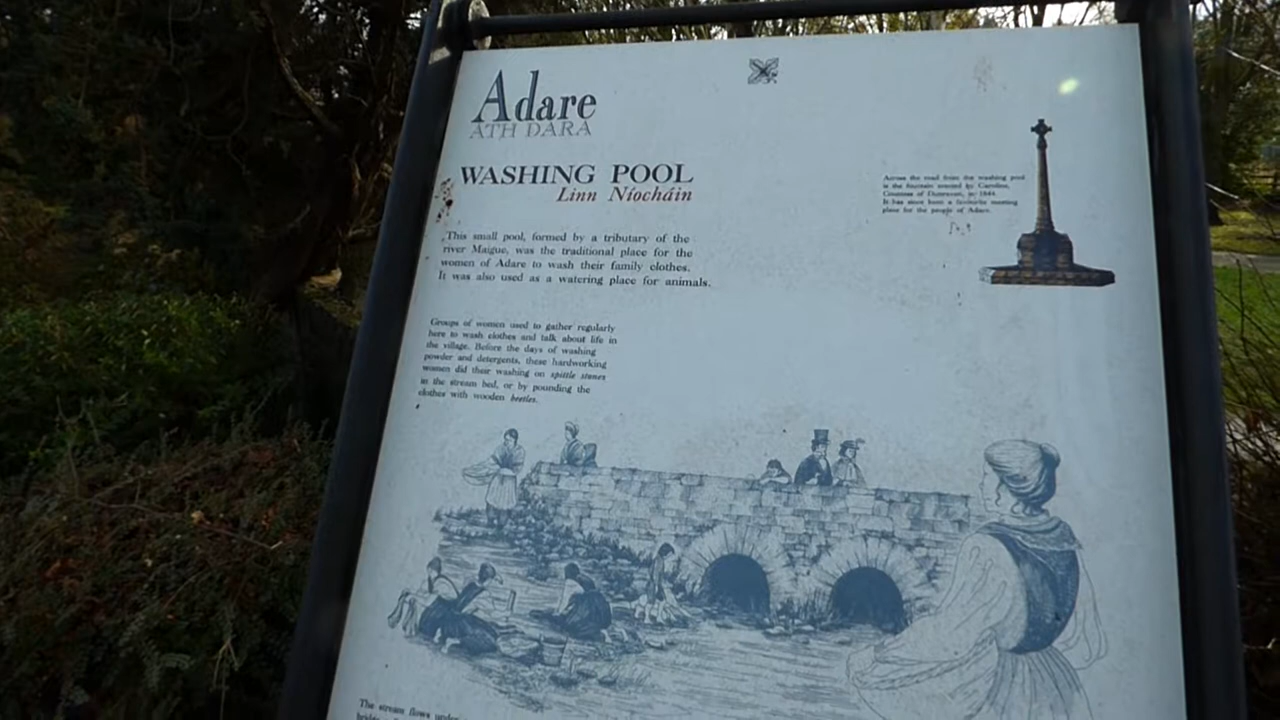 Adare
ATH DARA
WASHING POOL
Linn Níocháin
This small pool, formed by a tributary of the
river Maigue, was the traditional place for the
women of Adare to wash their family clothes.
It was also used as a watering place for animals.
Across the road from the washing pool
is the fountain erected by Caroline,
Countess of Dunraven, in 1844.
It has since been a favourite meeting
place for the people of Adare.
Groups of women used to gather regularly
here to wash clothes and talk about life in
the village. Before the days of washing
powder and detergents, these hardworking
women did their washing on spittle stones
in the stream bed, or by pounding the
clothes with wooden beetles.
The stream flows under